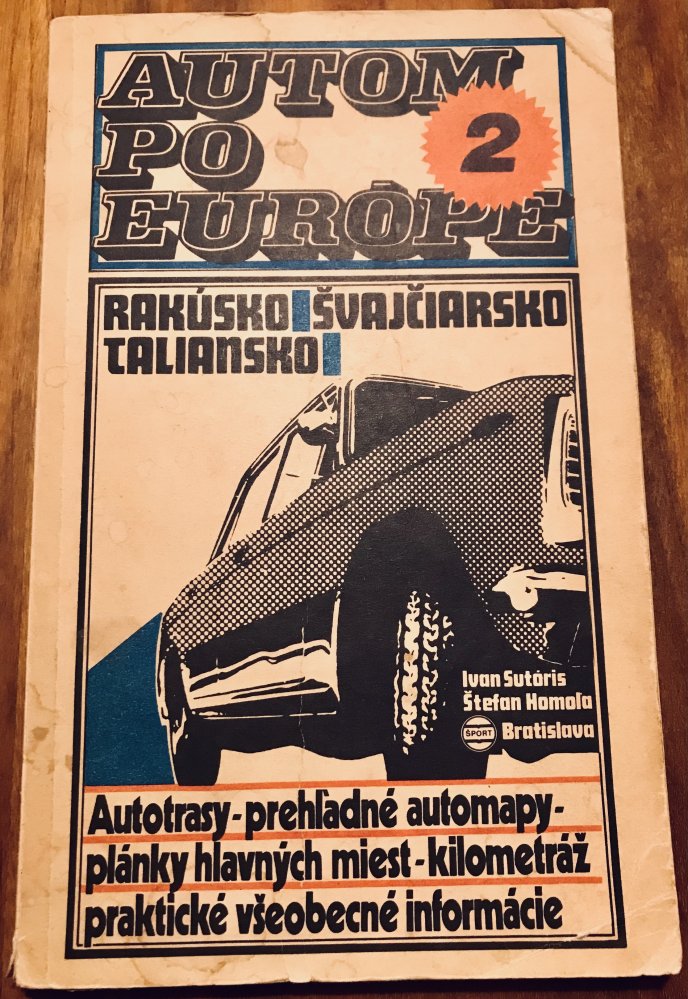 AUTOM
PO
EURÓPE
2
RAKÚSKO ŠVAJČIARSKO
TALIANSKO
Ivan Sutóris
Štefan Homoľa
ŠPORT Bratislava
Autotrasy-prehľadné automapy-
plánky hlavných miest-kilometráž
praktické všeobecné informácie